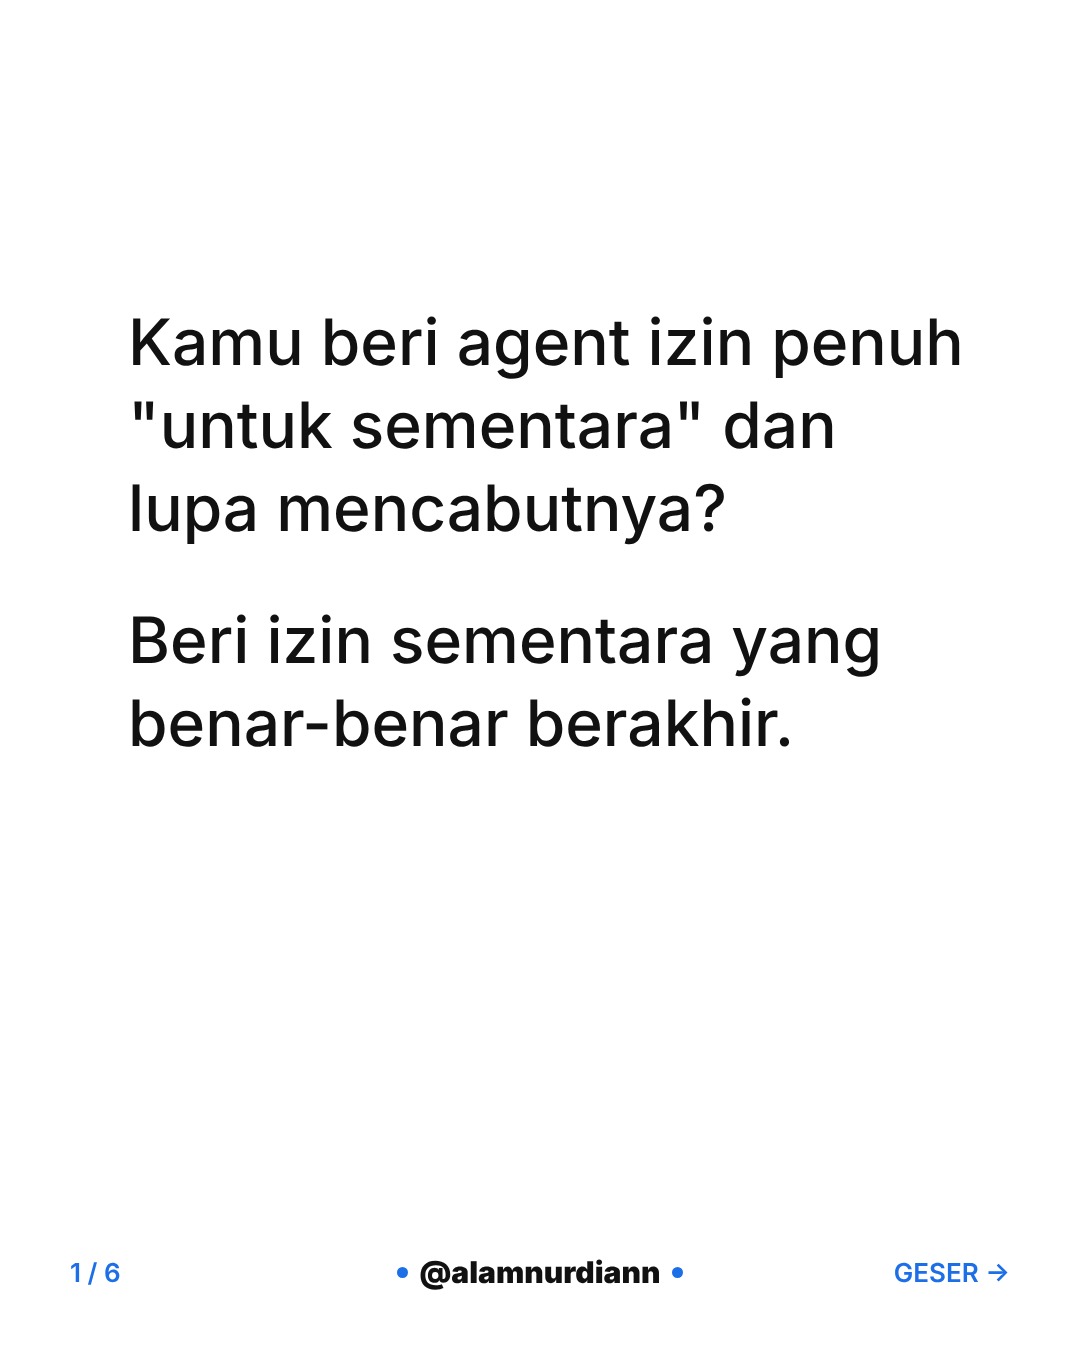 Kamu beri agent izin penuh
"untuk sementara" dan
lupa mencabutnya?
Beri izin sementara yang
benar-benar berakhir.
1 / 6
• @alamnurdiann •
GESER →